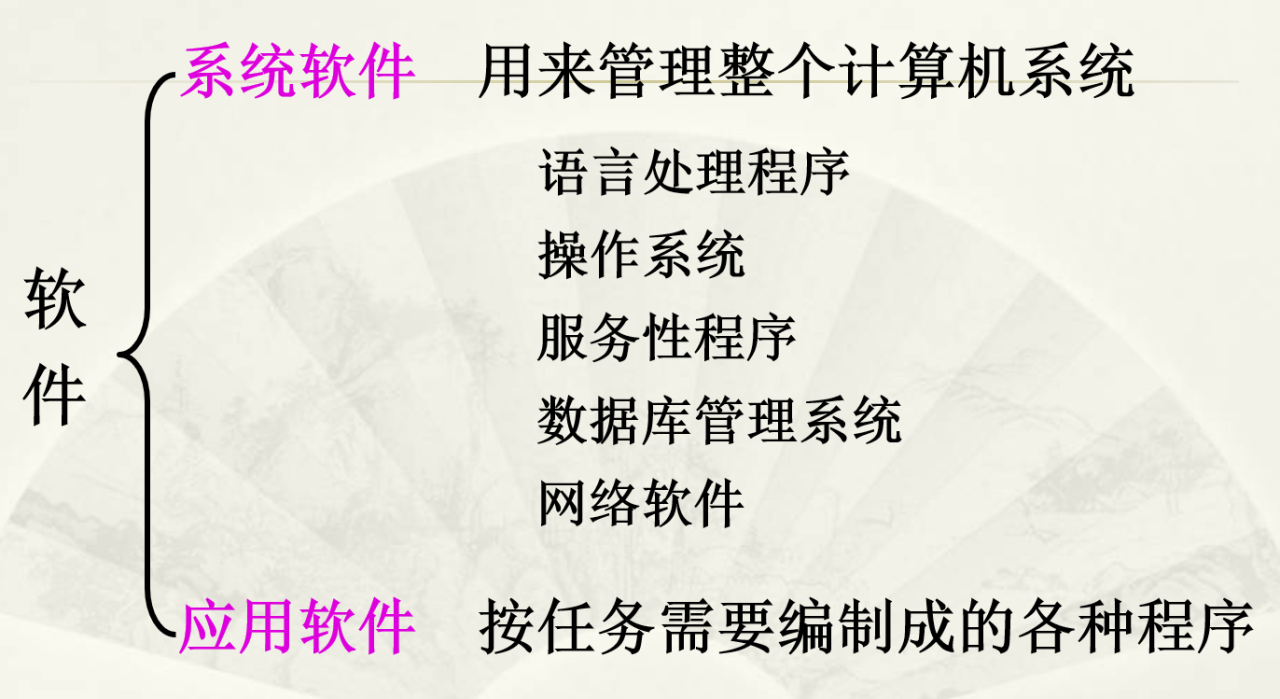 系统软件 用来管理整个计算机系统
语言处理程序
操作系统
服务性程序
数据库管理系统
网络软件
软
件
应用软件 按任务需要编制成的各种程序